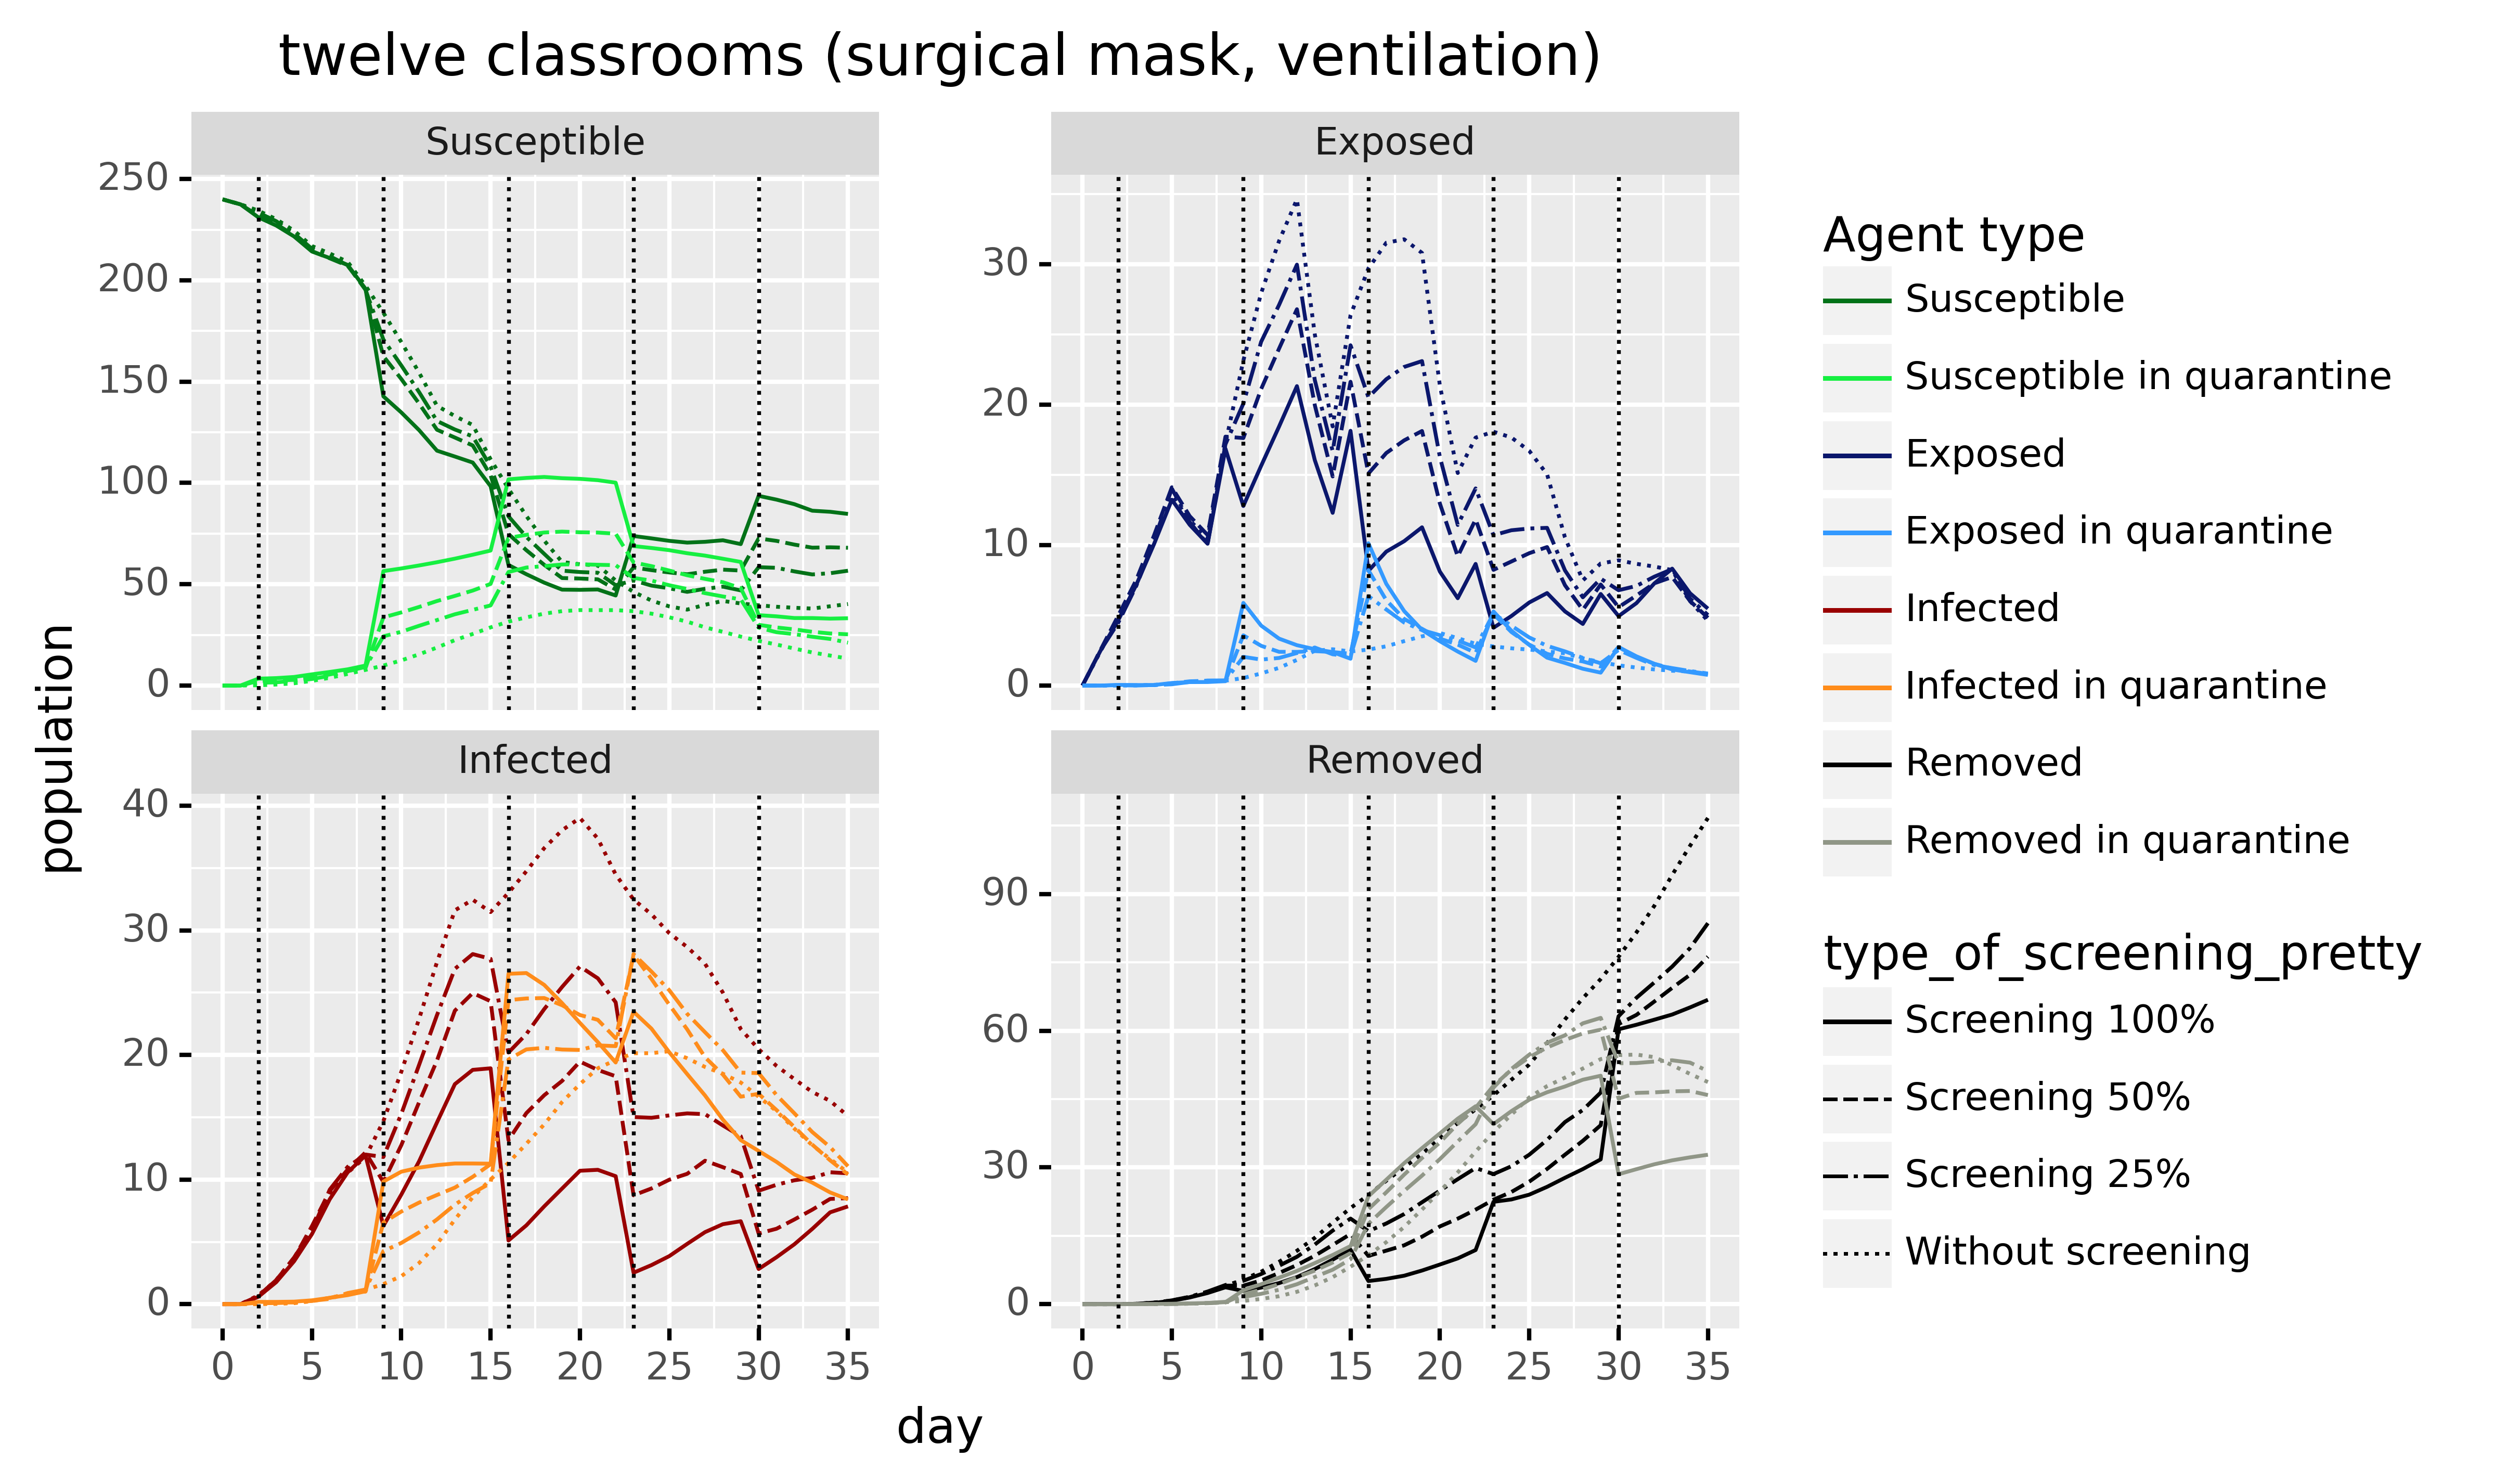 twelve classrooms (surgical mask, ventilation)
Susceptible
Exposed
250
200
150
100
50
0
30
20
10
0
population
Infected
Removed
40
30
20
10
0
90
60
30
0
0 5 10 15 20 25 30 35
0 5 10 15 20 25 30 35
day
Agent type
Susceptible
Susceptible in quarantine
Exposed
Exposed in quarantine
Infected
Infected in quarantine
Removed
Removed in quarantine
type_of_screening_pretty
Screening 100%
Screening 50%
Screening 25%
Without screening